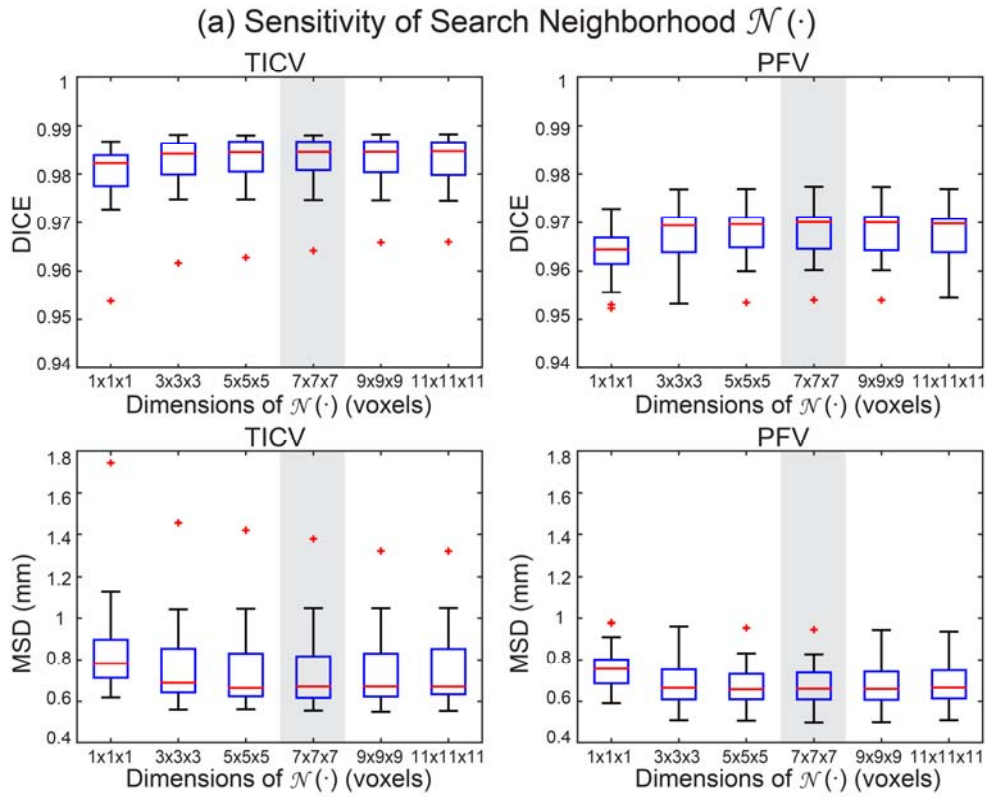 (a) Sensitivity of Search Neighborhood 𝒩(·)
TICV
1
0.99
0.98
0.97
0.96
0.95
0.94
DICE
1x1x1 3x3x3 5x5x5 7x7x7 9x9x9 11x11x11
Dimensions of 𝒩(·) (voxels)
PFV
1
0.99
0.98
0.97
0.96
0.95
0.94
DICE
1x1x1 3x3x3 5x5x5 7x7x7 9x9x9 11x11x11
Dimensions of 𝒩(·) (voxels)
TICV
1.8
1.6
1.4
1.2
1
0.8
0.6
0.4
MSD (mm)
1x1x1 3x3x3 5x5x5 7x7x7 9x9x9 11x11x11
Dimensions of 𝒩(·) (voxels)
PFV
1.8
1.6
1.4
1.2
1
0.8
0.6
0.4
MSD (mm)
1x1x1 3x3x3 5x5x5 7x7x7 9x9x9 11x11x11
Dimensions of 𝒩(·) (voxels)